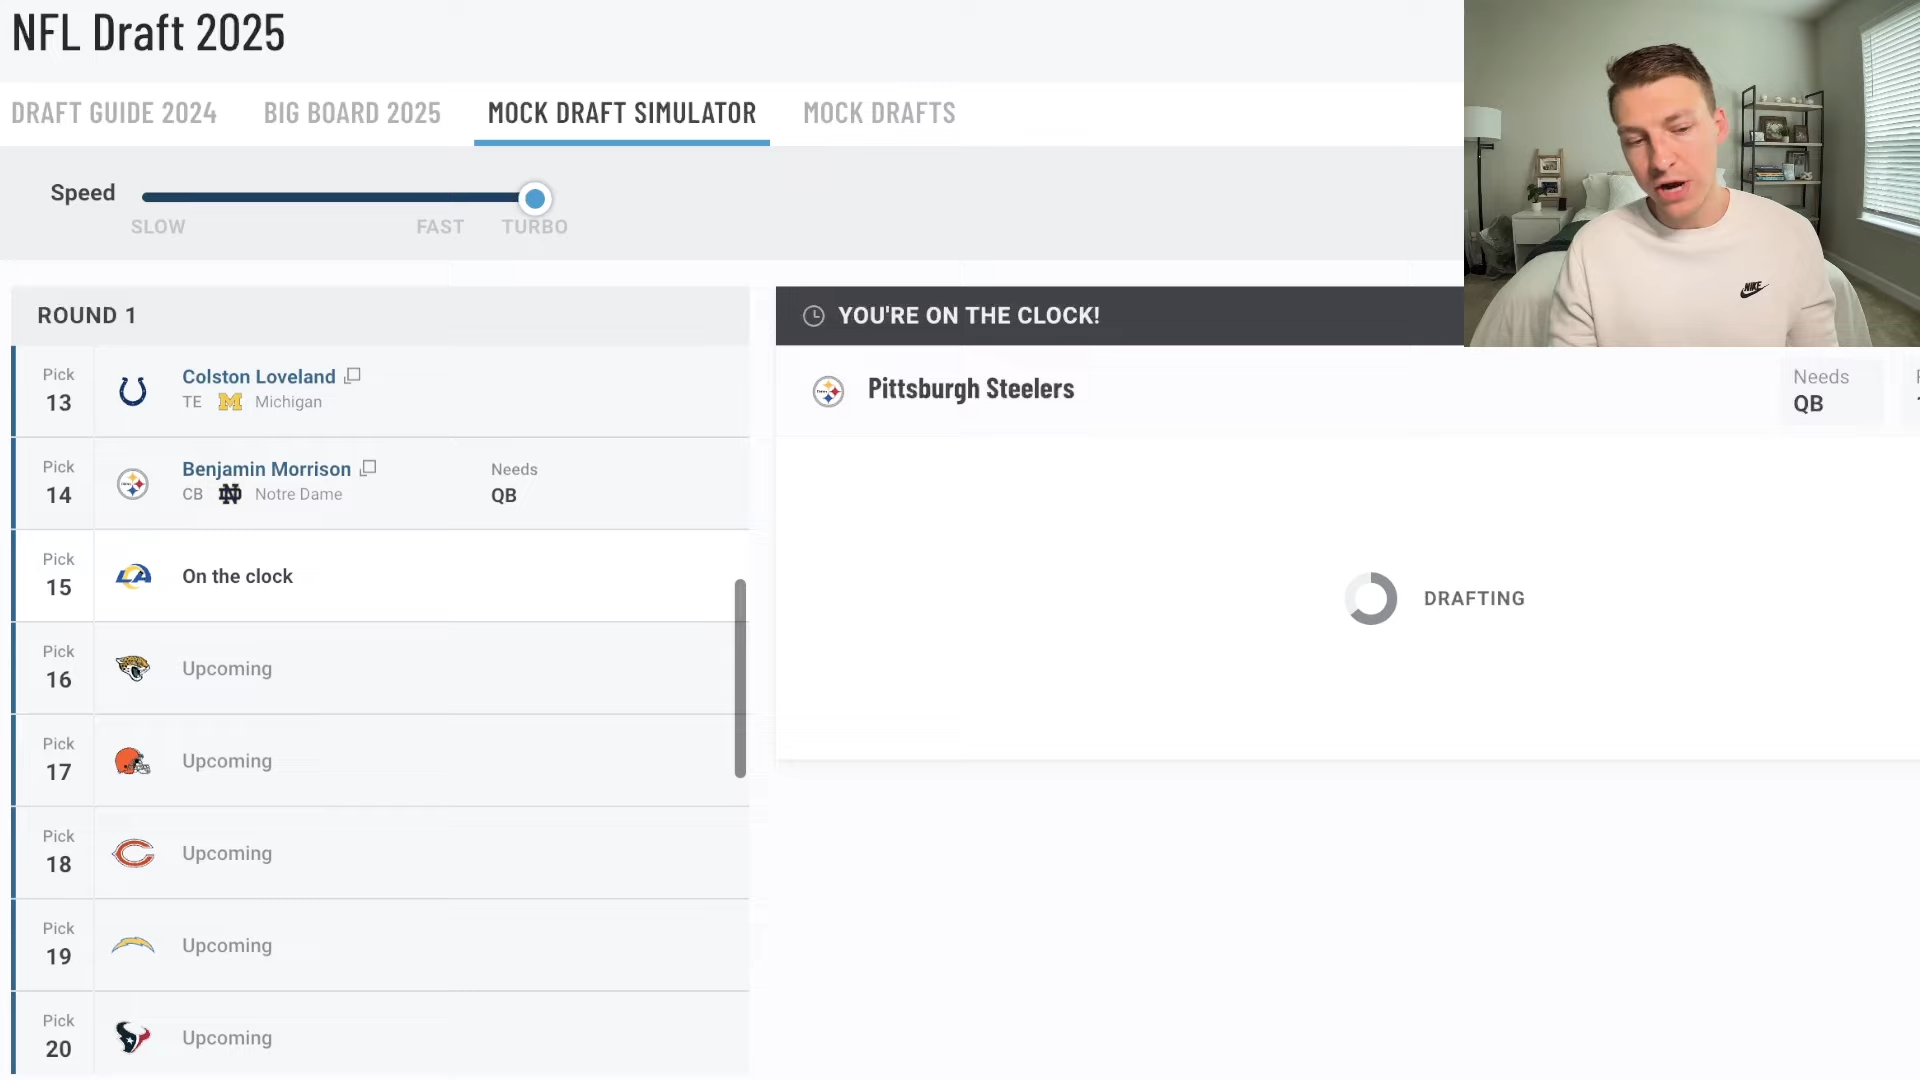 NFL Draft 2025
DRAFT GUIDE 2024
BIG BOARD 2025
MOCK DRAFT SIMULATOR
MOCK DRAFTS
Speed
SLOW
FAST
TURBO
ROUND 1
Pick
13
Colston Loveland
TE
Michigan
Pick
14
Benjamin Morrison
CB
Notre Dame
Needs
QB
Pick
15
On the clock
Pick
16
Upcoming
Pick
17
Upcoming
Pick
18
Upcoming
Pick
19
Upcoming
Pick
20
Upcoming
YOU'RE ON THE CLOCK!
Pittsburgh Steelers
Needs
QB
DRAFTING
NIKE